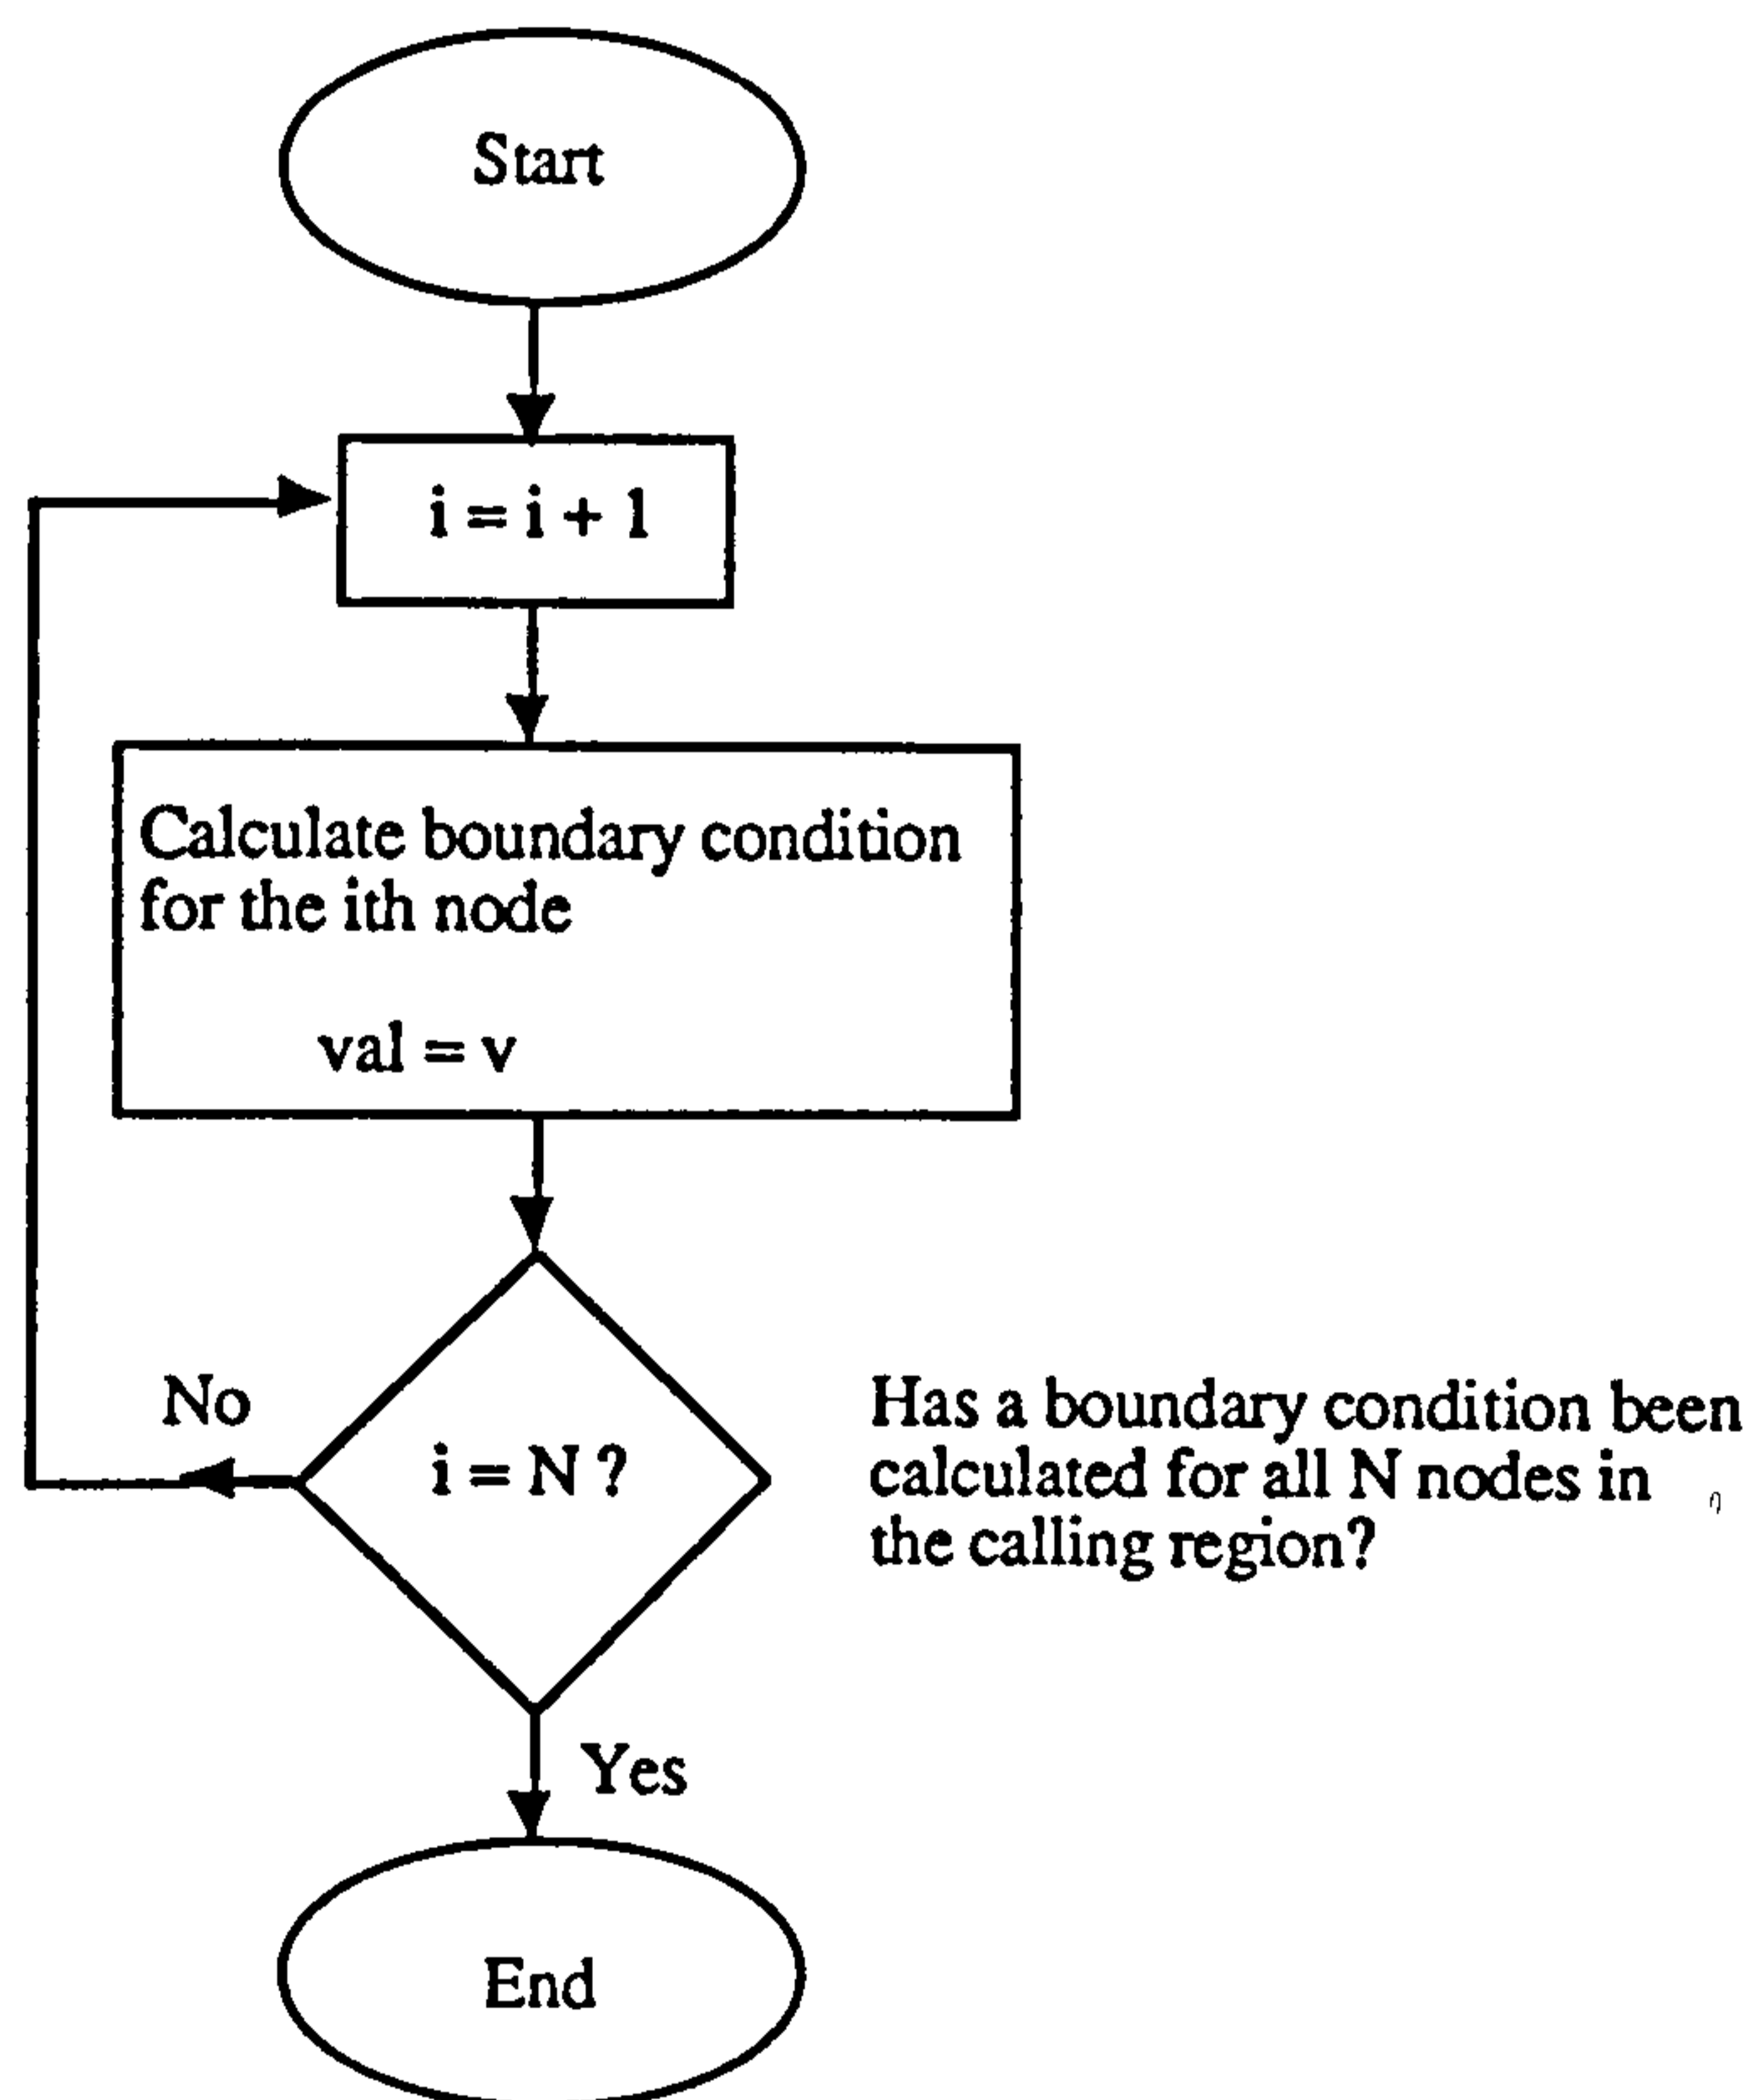 Start
i = i + 1
Calculate boundary condition
for the ith node
val = v
No
i = N ?
Has a boundary condition been
calculated for all N nodes in
the calling region?
Yes
End